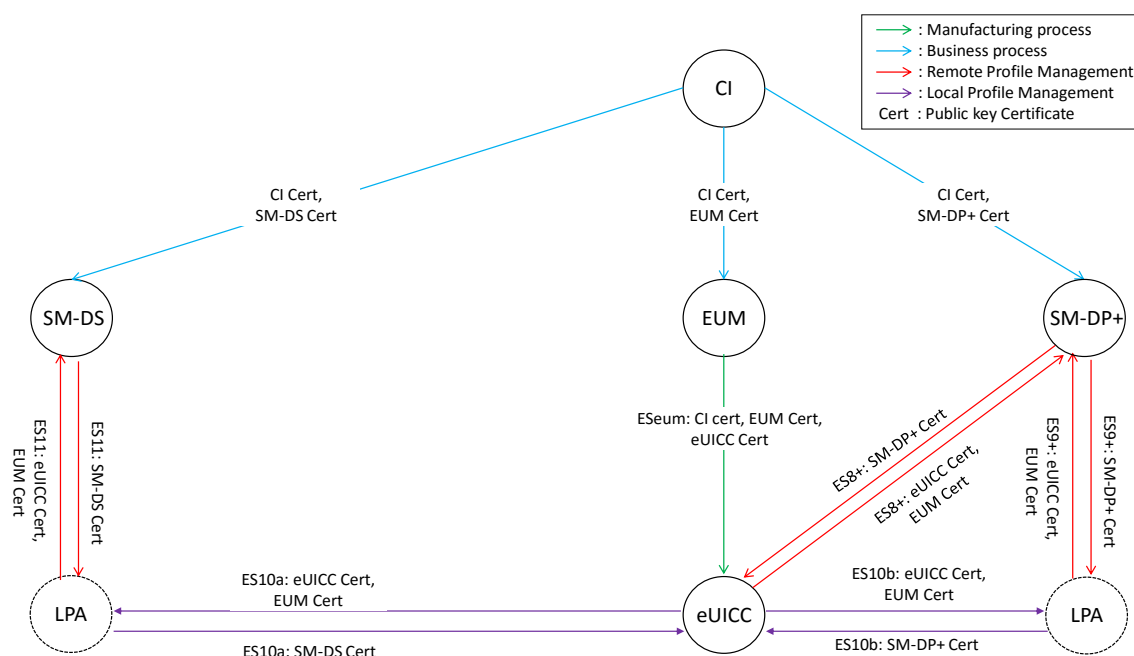 : Manufacturing process
: Business process
: Remote Profile Management
: Local Profile Management
Cert : Public key Certificate
CI
CI Cert,
SM-DS Cert
CI Cert,
EUM Cert
CI Cert,
SM-DP+ Cert
SM-DS
EUM
SM-DP+
ES11: eUICC Cert,
EUM Cert
ES11: SM-DS Cert
ESeum: CI cert, EUM Cert,
eUICC Cert
ES8+: SM-DP+ Cert
ES8+: eUICC Cert,
EUM Cert
ES9+: eUICC Cert,
EUM Cert
ES9+: SM-DP+ Cert
LPA
ES10a: eUICC Cert,
EUM Cert
ES10a: SM-DS Cert
eUICC
ES10b: eUICC Cert,
EUM Cert
ES10b: SM-DP+ Cert
LPA